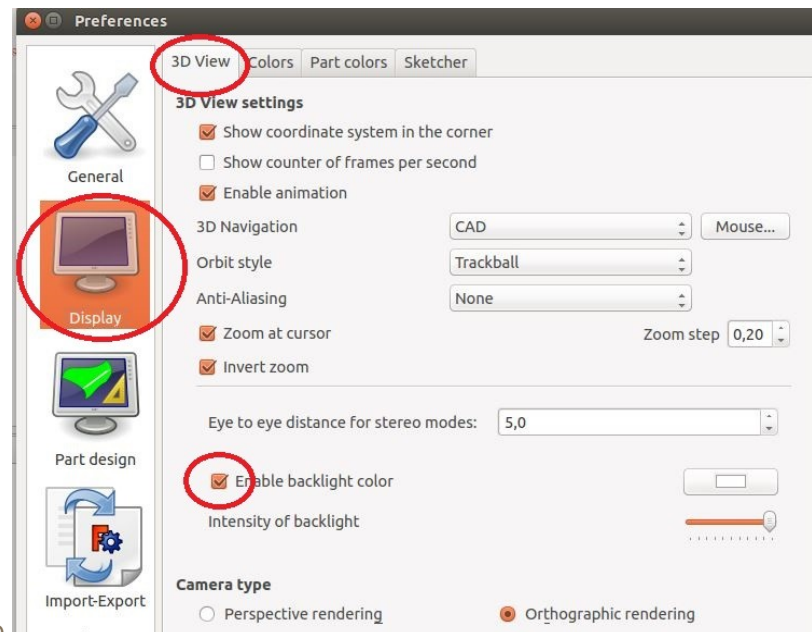 Preferences
3D View Colors Part colors Sketcher
3D View settings
Show coordinate system in the corner
Show counter of frames per second
General
Enable animation
3D Navigation CAD Mouse...
Orbit style Trackball
Anti-Aliasing None
Display
Zoom at cursor Zoom step 0,20
Invert zoom
Eye to eye distance for stereo modes: 5,0
Part design
Enable backlight color
Intensity of backlight
Camera type
Import-Export
Perspective rendering Orthographic rendering